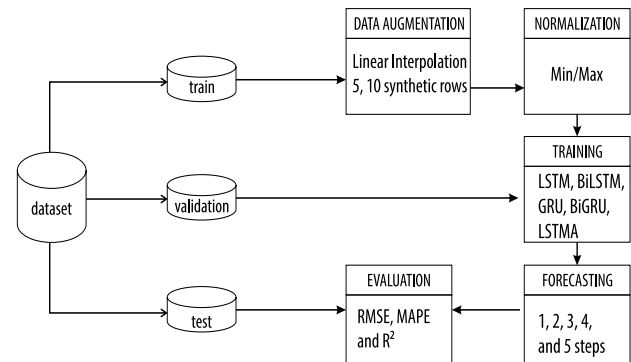 DATA AUGMENTATION
Linear Interpolation
5, 10 synthetic rows
NORMALIZATION
Min/Max
train
TRAINING
LSTM, BiLSTM,
GRU, BiGRU,
LSTMA
dataset
validation
EVALUATION
RMSE, MAPE
and R²
FORECASTING
1, 2, 3, 4,
and 5 steps
test